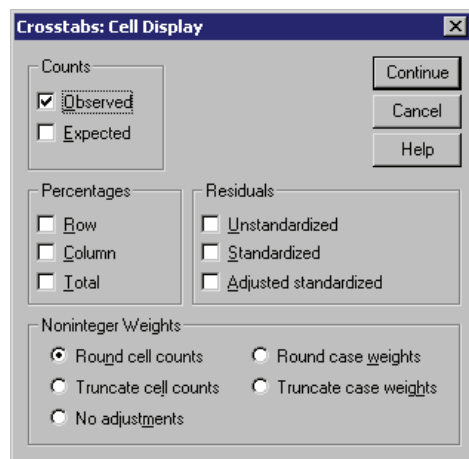 Crosstabs: Cell Display
Counts
Observed
Expected
Continue
Cancel
Help
Percentages
Row
Column
Total
Residuals
Unstandardized
Standardized
Adjusted standardized
Noninteger Weights
Round cell counts
Round case weights
Truncate cell counts
Truncate case weights
No adjustments